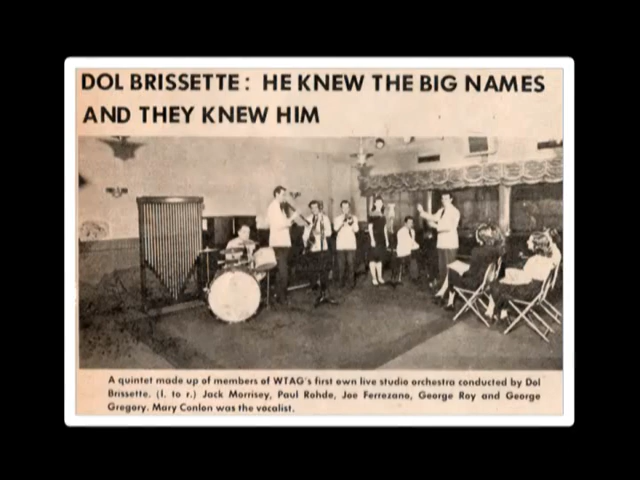 DOL BRISSETTE: HE KNEW THE BIG NAMES
AND THEY KNEW HIM
A quintet made up of members of WTAG's first own live studio orchestra conducted by Dol
Brissette. (l. to r.) Jack Morrisey, Paul Rohde, Joe Ferrezano, George Roy and George
Gregory. Mary Conlon was the vocalist.